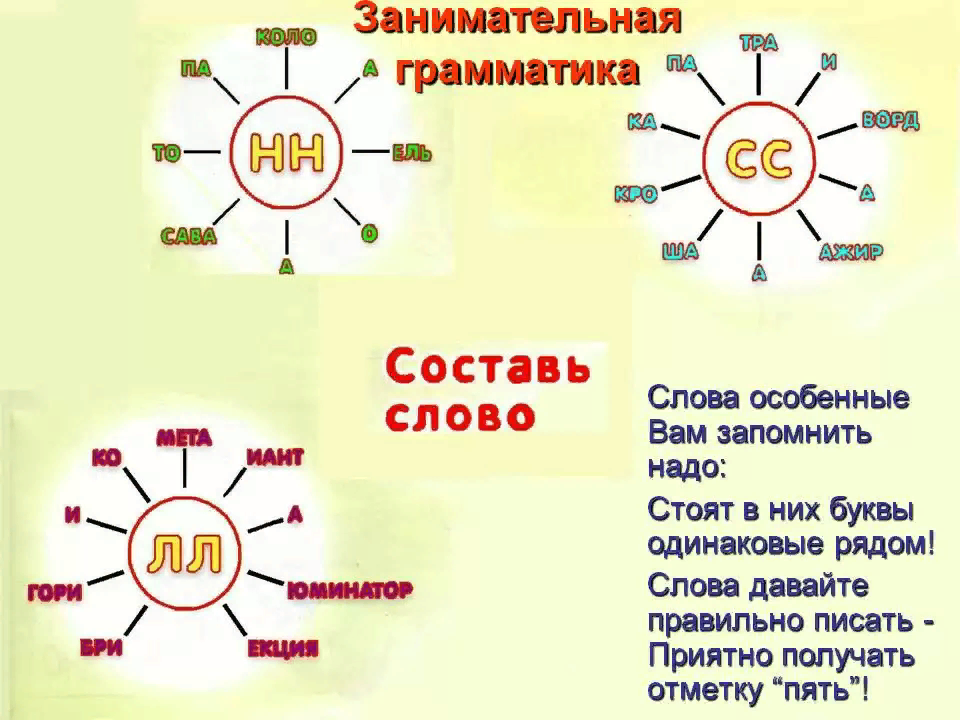 Занимательная
грамматика
КОЛО
ПА
А
ТО
НН
ЕЛЬ
САВА
О
А
ТРА
ПА
И
КА
ВОРД
СС
КРО
А
ША
АЖИР
А
Составь
слово
МЕТА
КО
ИАНТ
И
А
ЛЛ
ГОРИ
ЮМИНАТОР
БРИ
ЕКЦИЯ
Слова особенные
Вам запомнить
надо:
Стоят в них буквы
одинаковые рядом!
Слова давайте
правильно писать -
Приятно получать
отметку “пять”!